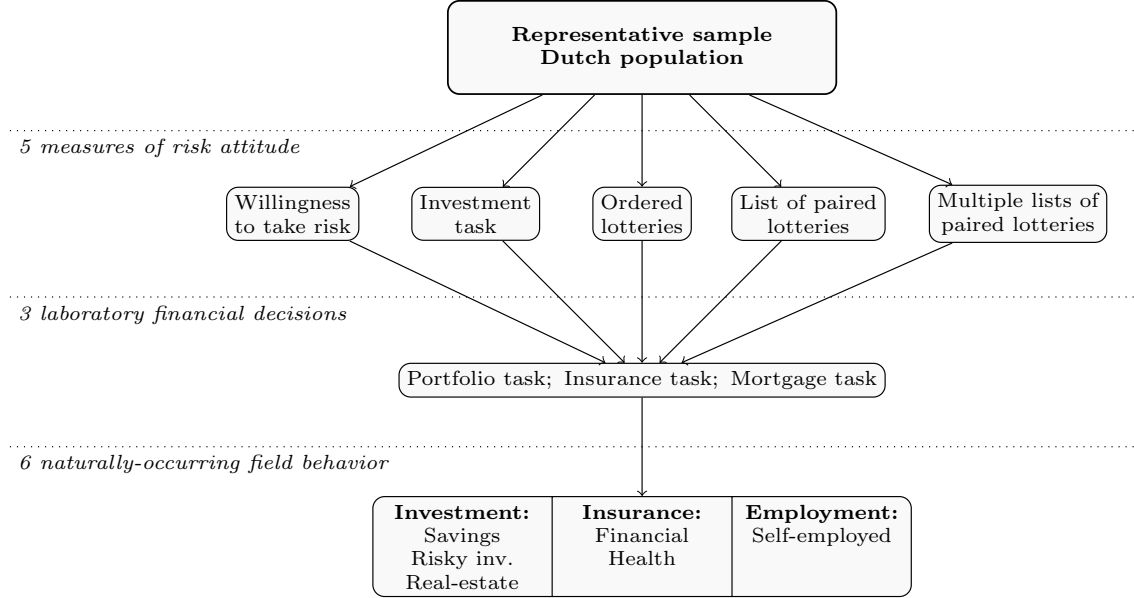 Representative sample
Dutch population
5 measures of risk attitude
Willingness
to take risk
Investment
task
Ordered
lotteries
List of paired
lotteries
Multiple lists of
paired lotteries
3 laboratory financial decisions
Portfolio task; Insurance task; Mortgage task
6 naturally-occurring field behavior
Investment:
Savings
Risky inv.
Real-estate
Insurance:
Financial
Health
Employment:
Self-employed